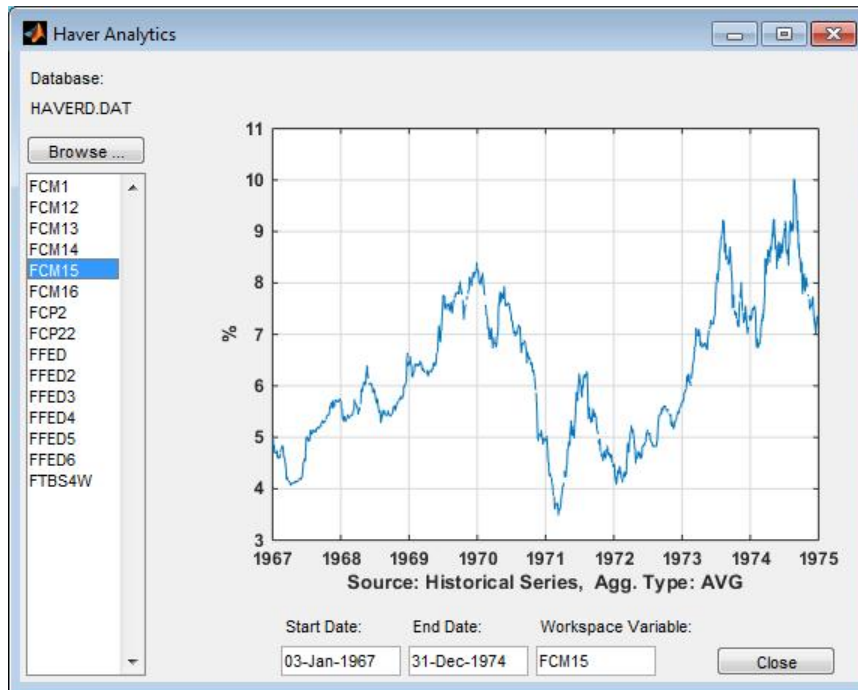 Haver Analytics
Database:
HAVERD.DAT
Browse ...
FCM1
FCM12
FCM13
FCM14
FCM15
FCM16
FCP2
FCP22
FFED
FFED2
FFED3
FFED4
FFED5
FFED6
FTBS4W
11
10
9
8
7
6
5
4
3
%
1967 1968 1969 1970 1971 1972 1973 1974 1975
Source: Historical Series, Agg. Type: AVG
Start Date: End Date: Workspace Variable:
03-Jan-1967 31-Dec-1974 FCM15 Close